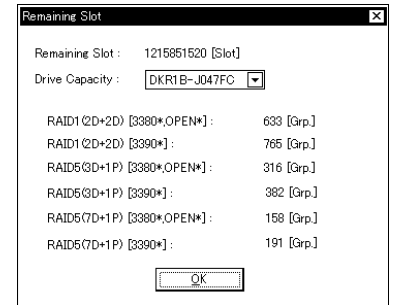 Remaining Slot
Remaining Slot : 1215851520 [Slot]
Drive Capacity : DKR1B-J047FC
RAID1(2D+2D) [3380*,OPEN*] : 633 [Grp.]
RAID1(2D+2D) [3390*] : 765 [Grp.]
RAID5(3D+1P) [3380*,OPEN*] : 316 [Grp.]
RAID5(3D+1P) [3390*] : 382 [Grp.]
RAID5(7D+1P) [3380*,OPEN*] : 158 [Grp.]
RAID5(7D+1P) [3390*] : 191 [Grp.]
OK